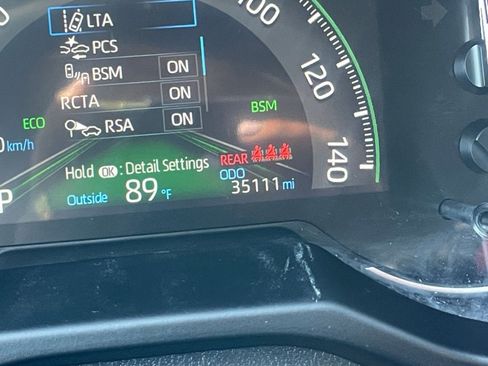 LTA
PCS
BSM ON
RCTA ON
RSA ON
ECO
km/h
BSM
Hold OK : Detail Settings
REAR
ODO
P
Outside 89 °F
35111 mi
100
120
140